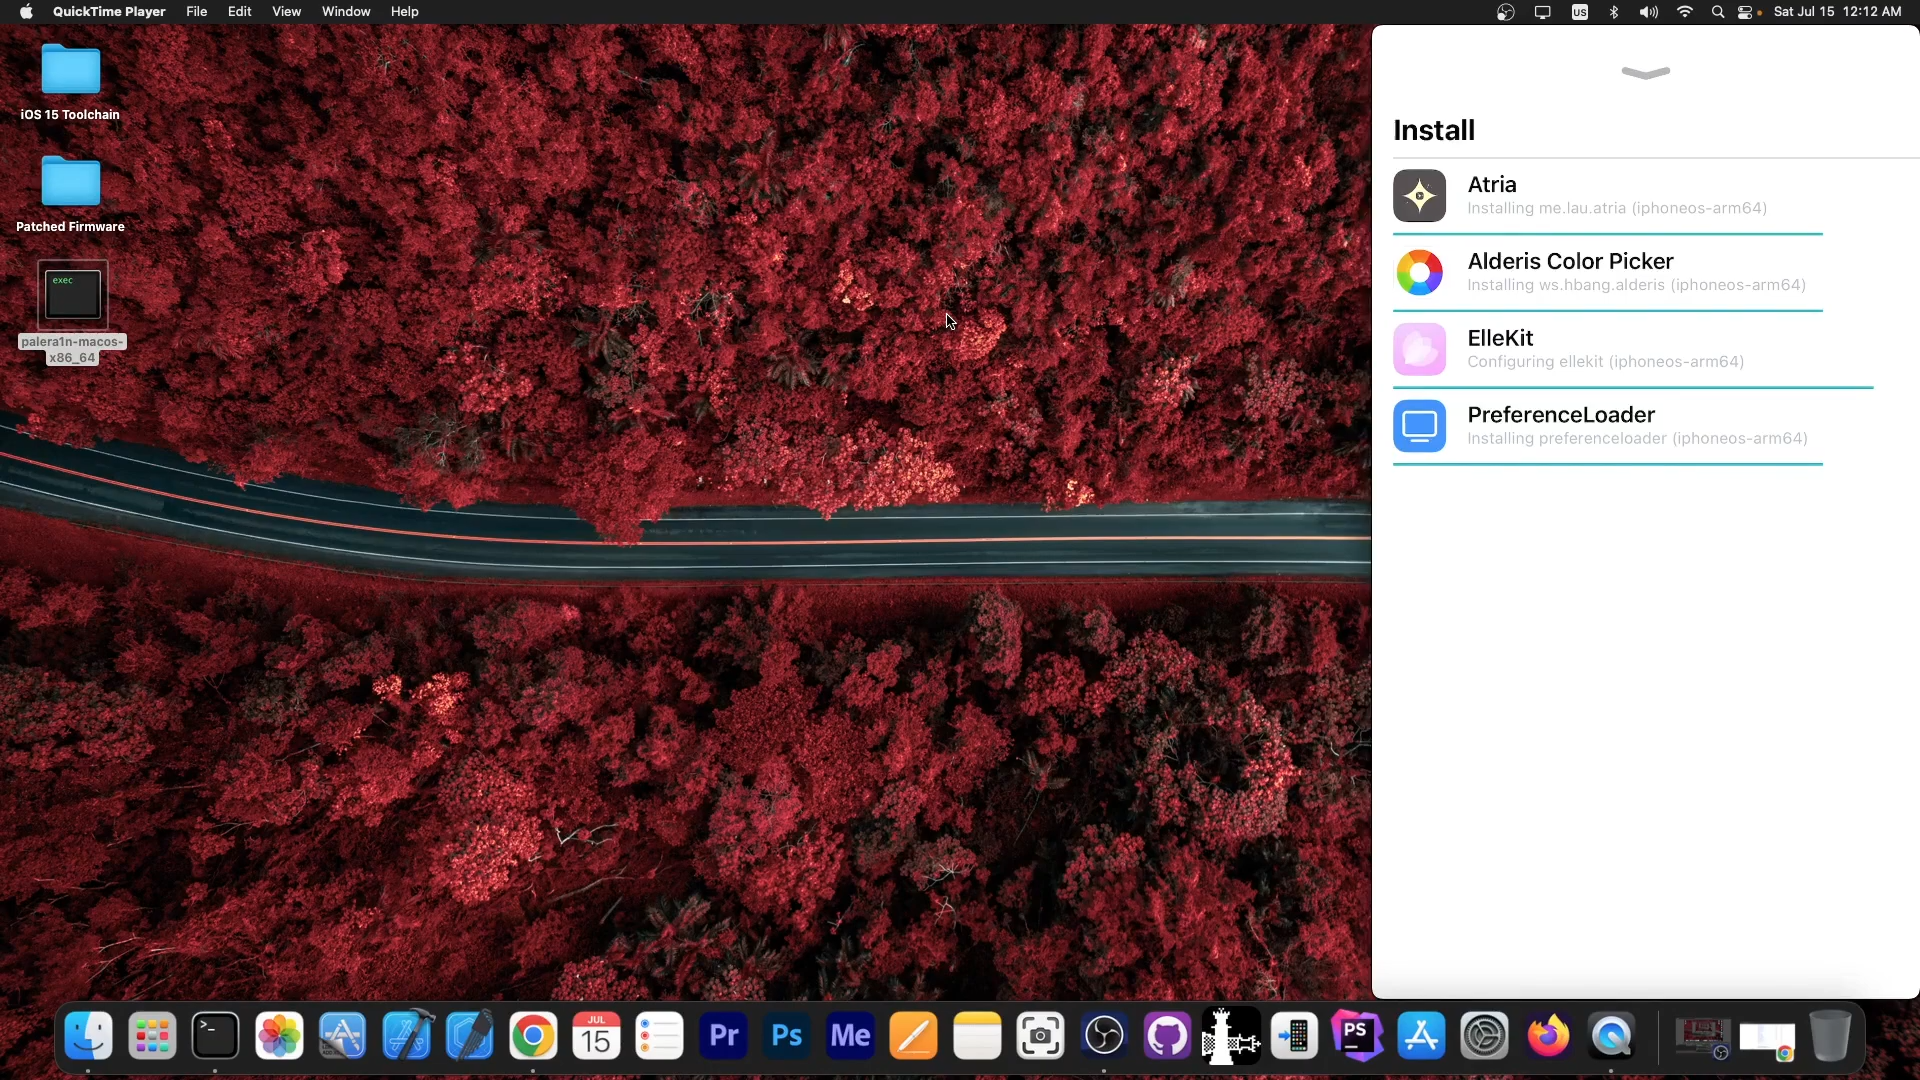 QuickTime Player File Edit View Window Help
US
Sat Jul 15 12:12 AM
iOS 15 Toolchain
Patched Firmware
exec
palera1n-macos-
x86_64
Install
Atria
Installing me.lau.atria (iphoneos-arm64)
Alderis Color Picker
Installing ws.hbang.alderis (iphoneos-arm64)
ElleKit
Configuring ellekit (iphoneos-arm64)
PreferenceLoader
Installing preferenceloader (iphoneos-arm64)
>_
JUL
15
Pr
Ps
Me
PS